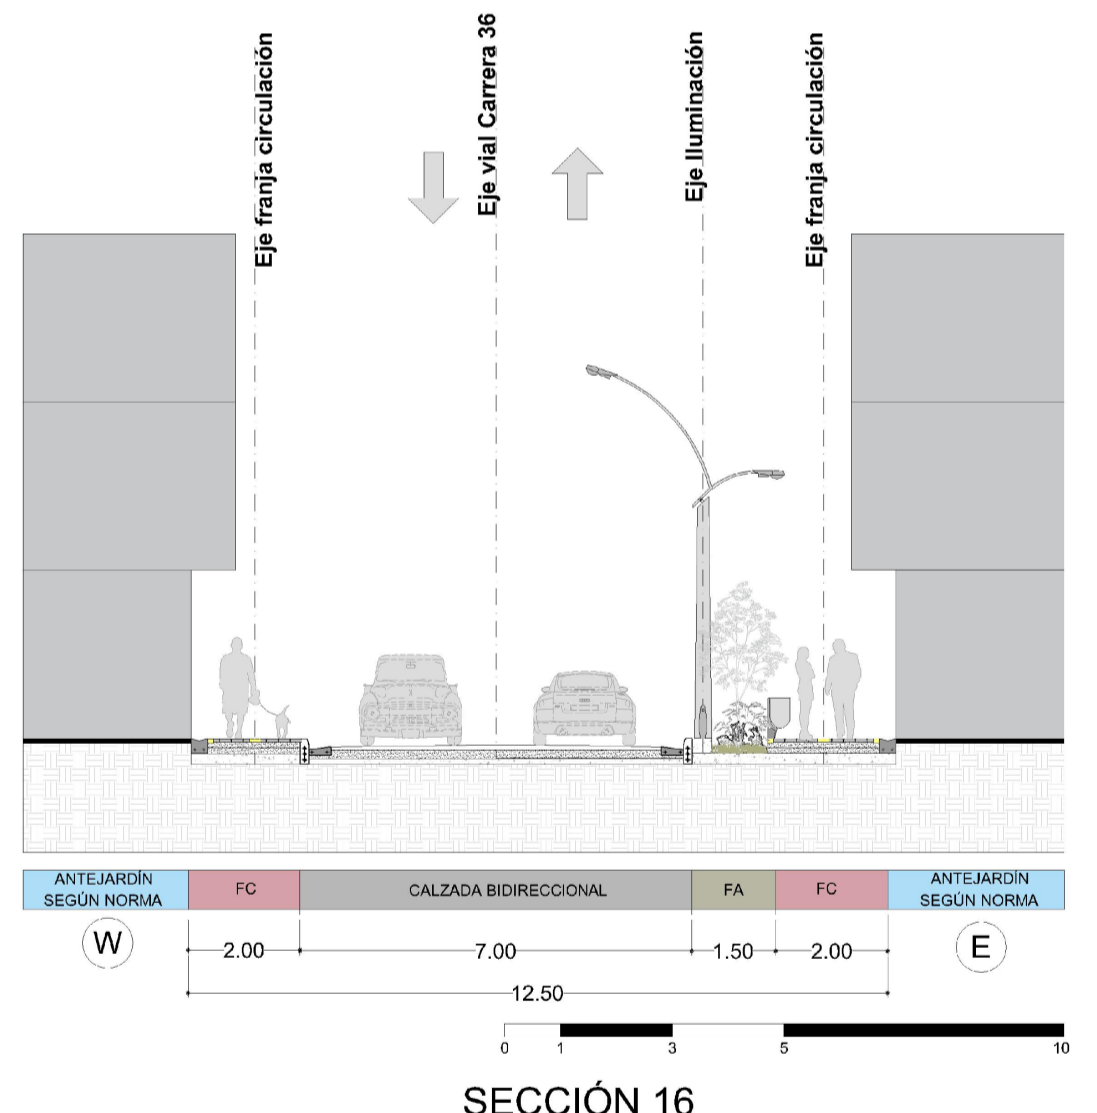 Eje franja circulación
Eje vial Carrera 36
Eje Iluminación
Eje franja circulación
ANTEJARDÍN
SEGÚN NORMA
FC
CALZADA BIDIRECCIONAL
FA
FC
ANTEJARDÍN
SEGÚN NORMA
W
E
2.00
7.00
1.50
2.00
12.50
0
1
3
5
10
SECCIÓN 16